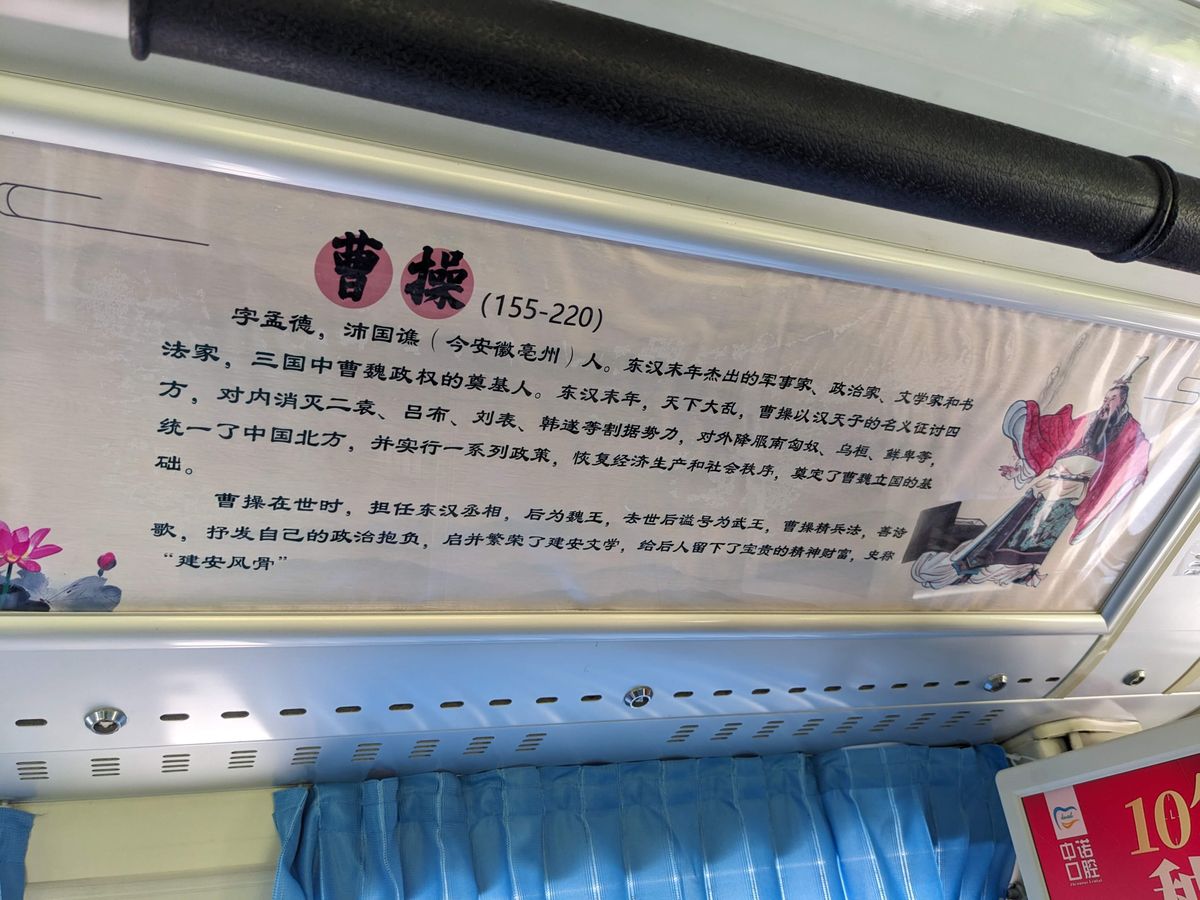 曹操 (155-220)
字孟德，沛国谯（今安徽亳州）人。东汉末年杰出的军事家、政治家、文学家和书
法家，三国中曹魏政权的奠基人。东汉末年，天下大乱，曹操以汉天子的名义征讨四
方，对内消灭二袁、吕布、刘表、韩遂等割据势力，对外降服南匈奴、乌桓、鲜卑等，
统一了中国北方，并实行一系列政策，恢复经济生产和社会秩序，奠定了曹魏立国的基
础。
曹操在世时，担任东汉丞相，后为魏王，去世后谥号为武王，曹操精兵法，善诗
歌，抒发自己的政治抱负，启并繁荣了建安文学，给后人留下了宝贵的精神财富，史称
“建安风骨”
中诺
口腔
10